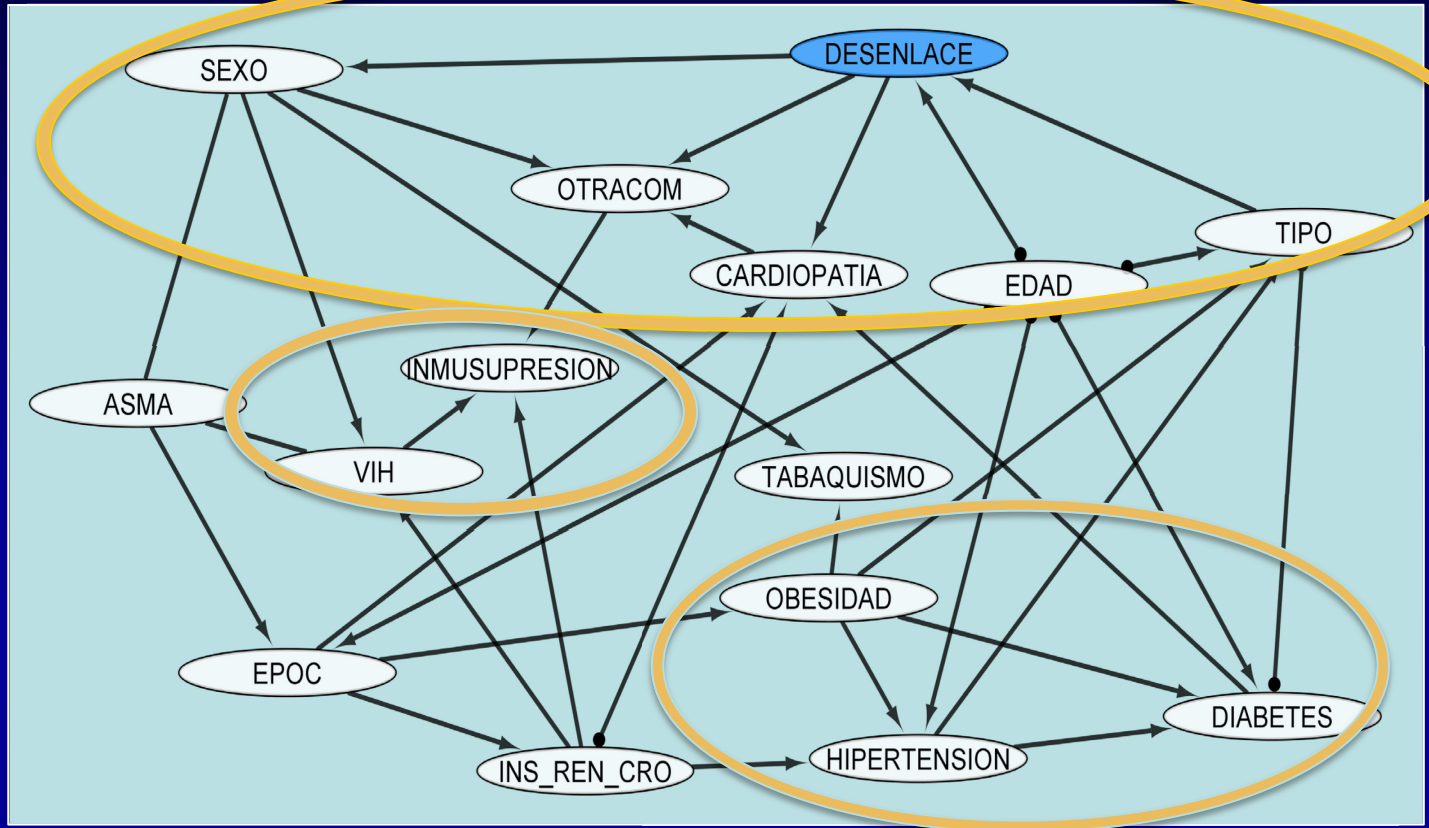 DESENLACE
SEXO
OTRACOM
TIPO
CARDIOPATIA
EDAD
INMUSUPRESION
ASMA
VIH
TABAQUISMO
OBESIDAD
EPOC
DIABETES
HIPERTENSION
INS_REN_CRO